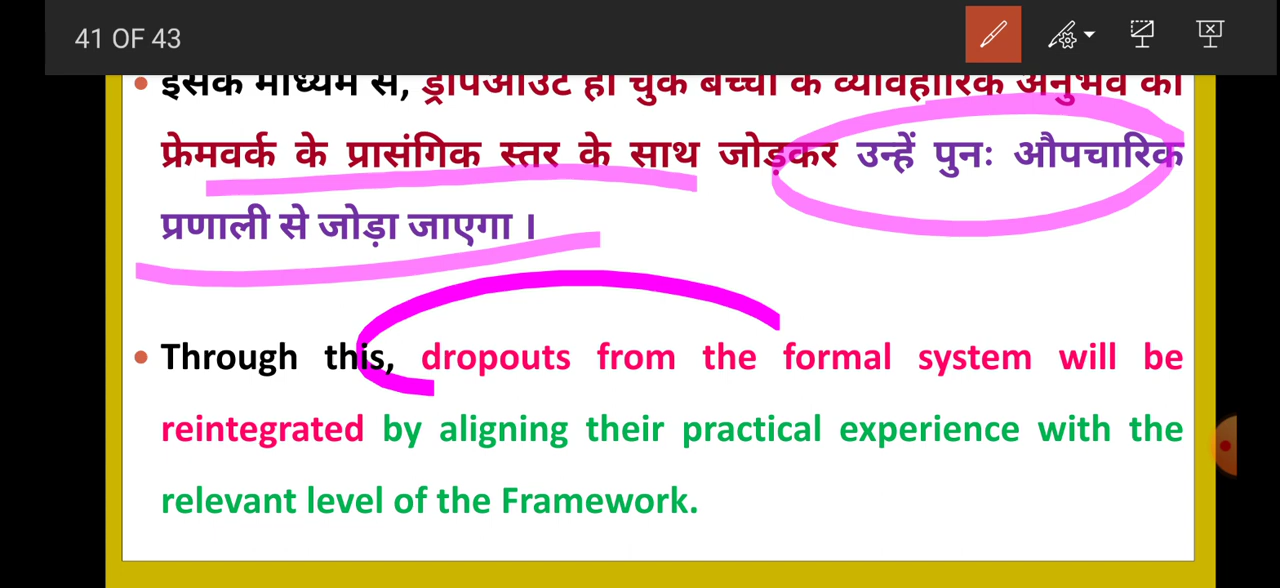 41 OF 43
इसके माध्यम से, ड्रॉपआउट हो चुके बच्चों के व्यावहारिक अनुभव को
फ्रेमवर्क के प्रासंगिक स्तर के साथ जोड़कर उन्हें पुनः औपचारिक
प्रणाली से जोड़ा जाएगा ।
Through this, dropouts from the formal system will be
reintegrated by aligning their practical experience with the
relevant level of the Framework.